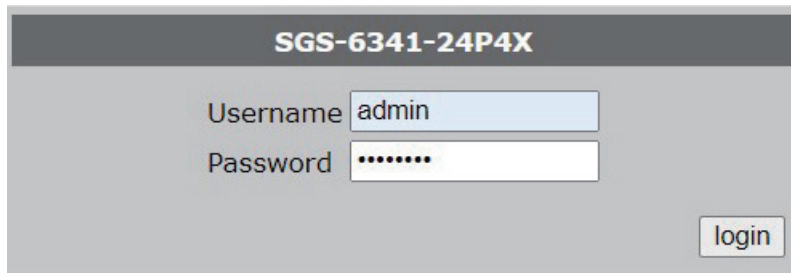 SGS-6341-24P4X
Username admin
Password ••••••••
login